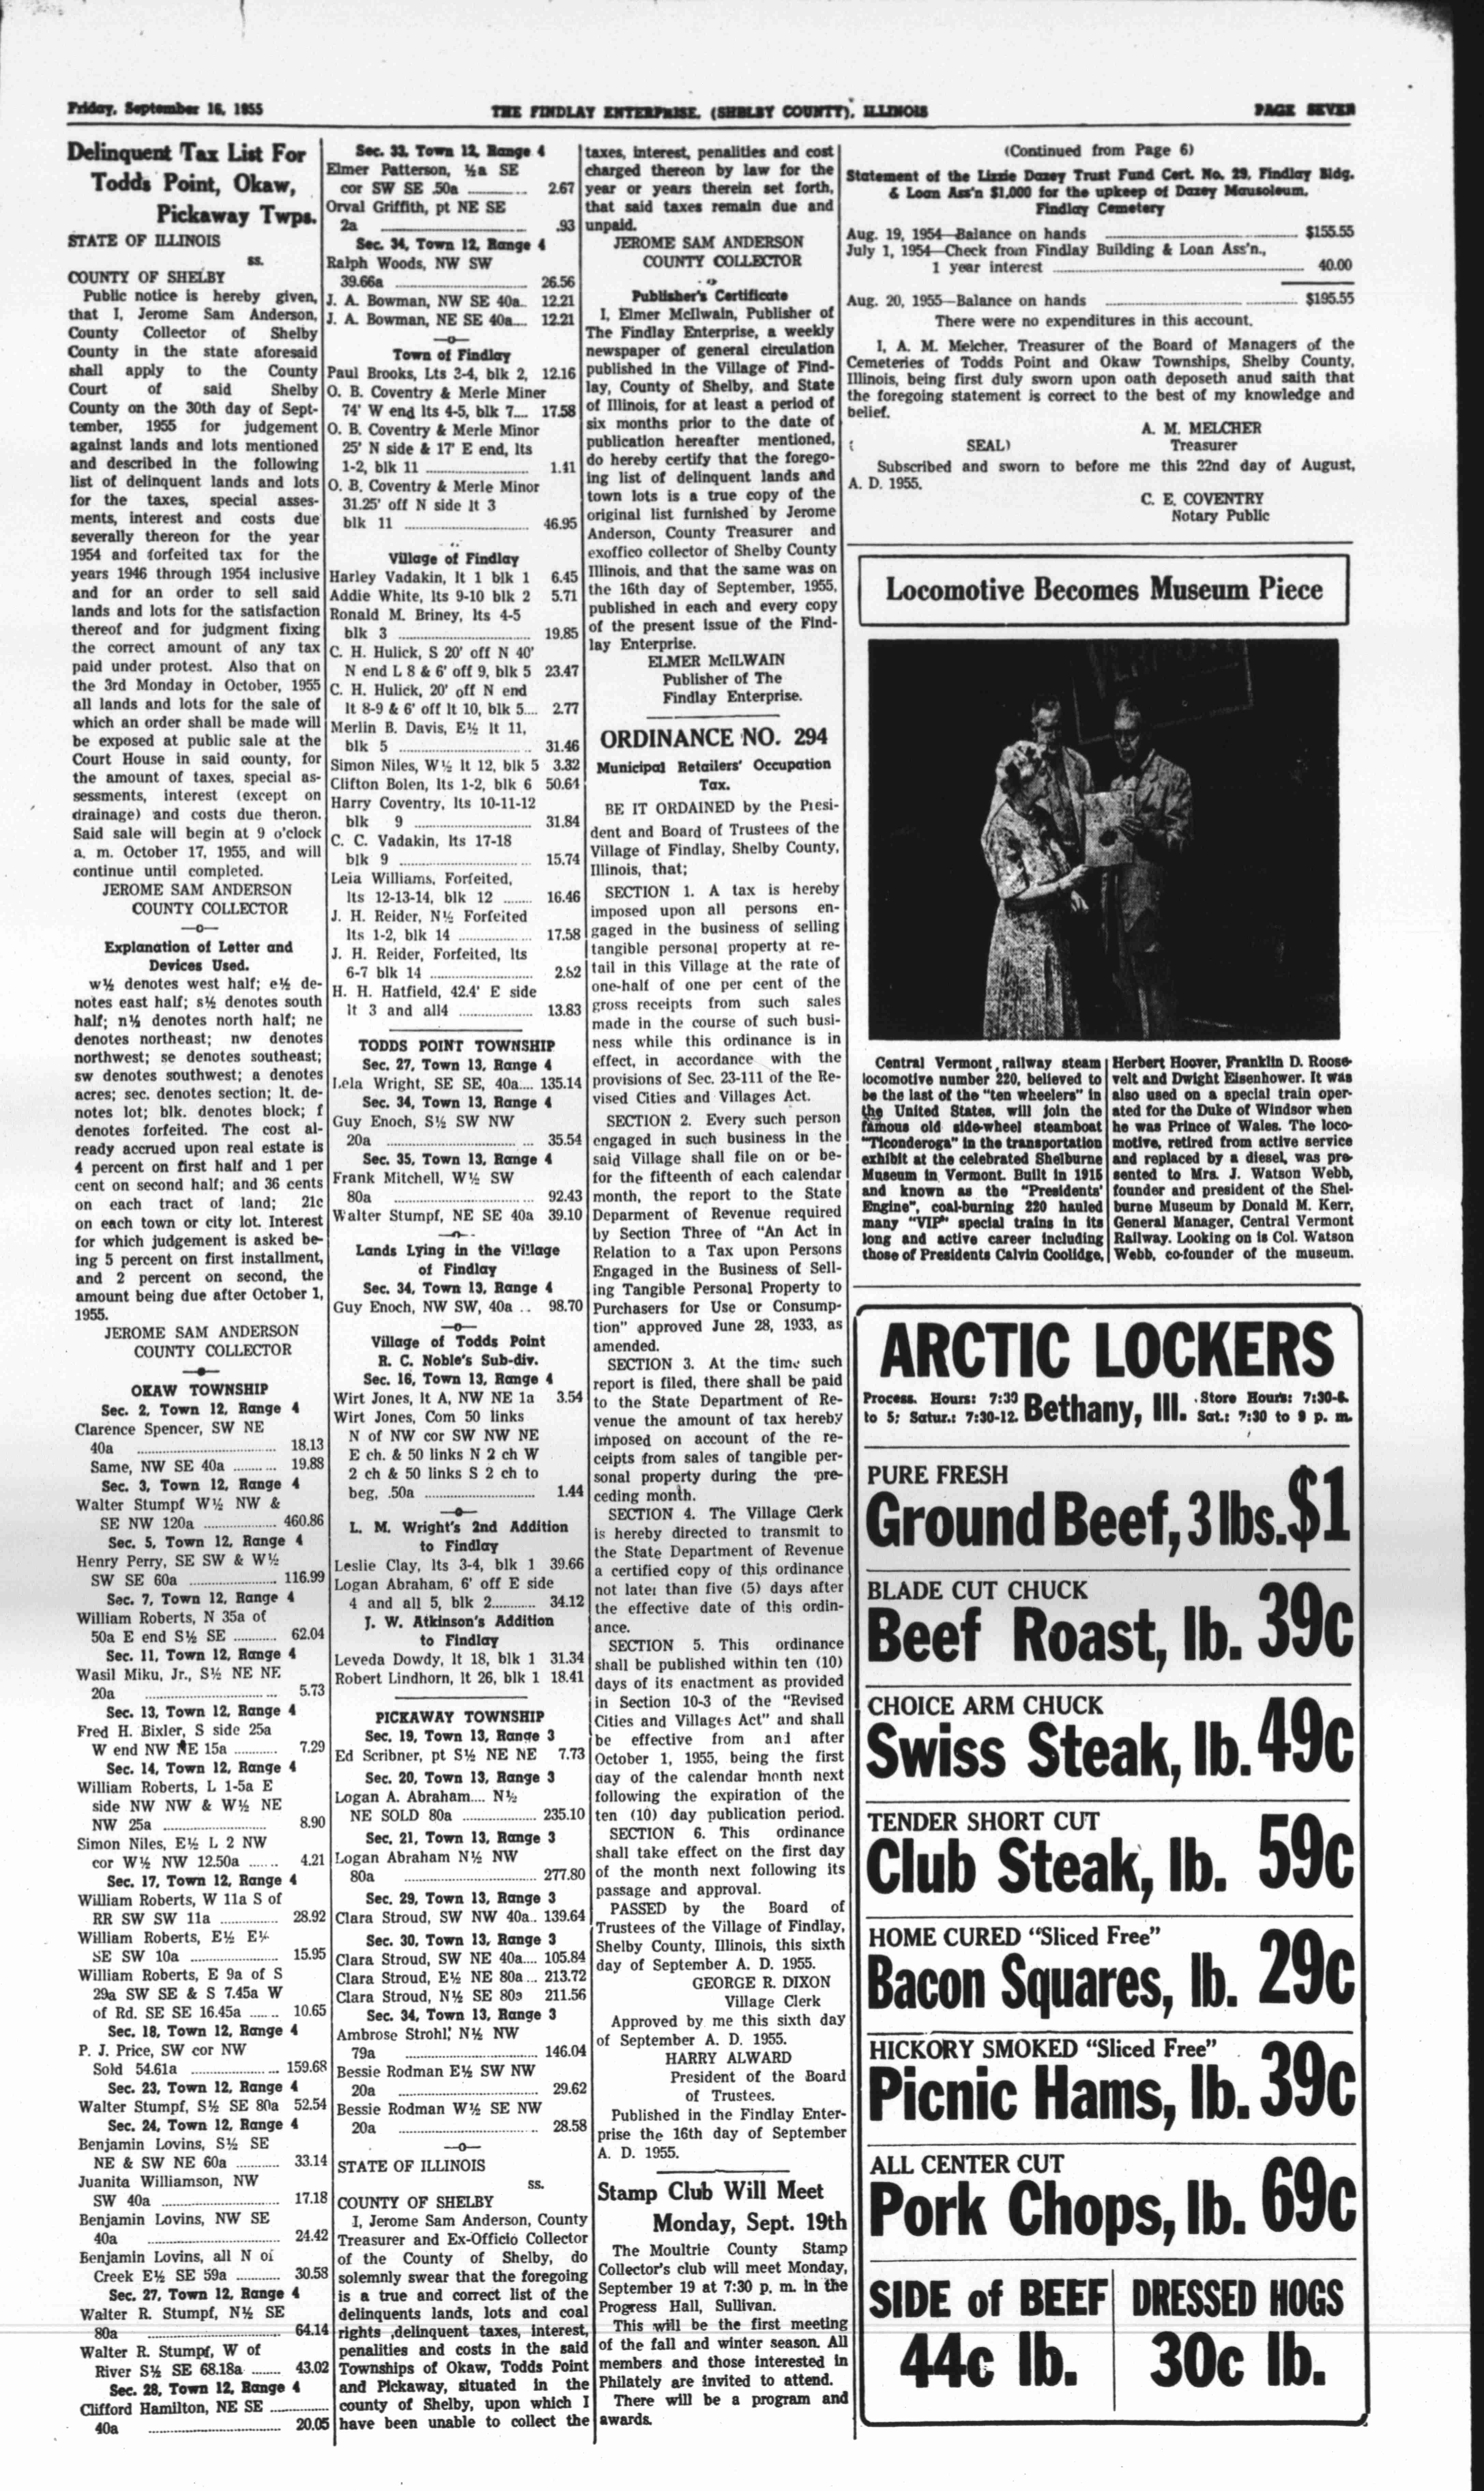 Friday, September 16, 1955
THE FINDLAY ENTERPRISE, (SHELBY COUNTY), ILLINOIS
PAGE SEVEN
Delinquent Tax List For
Todds Point, Okaw,
Pickaway Twps.
STATE OF ILLINOIS
ss.
COUNTY OF SHELBY
Public notice is hereby given,
that I, Jerome Sam Anderson,
County Collector of Shelby
County in the state aforesaid
shall apply to the County
Court of said Shelby
County on the 30th day of Sept-
tember, 1955 for judgement
against lands and lots mentioned
and described in the following
list of delinquent lands and lots
for the taxes, special asses-
ments, interest and costs due
severally thereon for the year
1954 and forfeited tax for the
years 1946 through 1954 inclusive
and for an order to sell said
lands and lots for the satisfaction
thereof and for judgment fixing
the correct amount of any tax
paid under protest. Also that on
the 3rd Monday in October, 1955
all lands and lots for the sale of
which an order shall be made will
be exposed at public sale at the
Court House in said county, for
the amount of taxes, special as-
sessments, interest (except on
drainage) and costs due theron.
Said sale will begin at 9 o'clock
a. m. October 17, 1955, and will
continue until completed.
JEROME SAM ANDERSON
COUNTY COLLECTOR
—o—
Explanation of Letter and
Devices Used.
w½ denotes west half; e½ de-
notes east half; s½ denotes south
half; n½ denotes north half; ne
denotes northeast; nw denotes
northwest; se denotes southeast;
sw denotes southwest; a denotes
acres; sec. denotes section; lt. de-
notes lot; blk. denotes block; f
denotes forfeited. The cost al-
ready accrued upon real estate is
4 percent on first half and 1 per
cent on second half; and 36 cents
on each tract of land; 21c
on each town or city lot. Interest
for which judgement is asked be-
ing 5 percent on first installment,
and 2 percent on second, the
amount being due after October 1,
1955.
JEROME SAM ANDERSON
COUNTY COLLECTOR
—o—
OKAW TOWNSHIP
Sec. 2, Town 12, Range 4
Clarence Spencer, SW NE
40a ........ 18.13
Same, NW SE 40a ........ 19.88
Sec. 3, Town 12, Range 4
Walter Stumpf W½ NW &
SE NW 120a ........ 460.86
Sec. 5, Town 12, Range 4
Henry Perry, SE SW & W½
SW SE 60a ........ 116.99
Sec. 7, Town 12, Range 4
William Roberts, N 35a of
50a E end S½ SE ........ 62.04
Sec. 11, Town 12, Range 4
Wasil Miku, Jr., S½ NE NE
20a ........ 5.73
Sec. 13, Town 12, Range 4
Fred H. Bixler, S side 25a
W end NW NE 15a ........ 7.29
Sec. 14, Town 12, Range 4
William Roberts, L 1-5a E
side NW NW & W½ NE
NW 25a ........ 8.90
Simon Niles, E½ L 2 NW
cor W½ NW 12.50a ...... 4.21
Sec. 17, Town 12, Range 4
William Roberts, W 11a S of
RR SW SW 11a ........ 28.92
William Roberts, E½ E½
SE SW 10a ........ 15.95
William Roberts, E 9a of S
29a SW SE & S 7.45a W
of Rd. SE SE 16.45a ...... 10.65
Sec. 18, Town 12, Range 4
P. J. Price, SW cor NW
Sold 54.61a ........ 159.68
Sec. 23, Town 12, Range 4
Walter Stumpf, S½ SE 80a 52.54
Sec. 24, Town 12, Range 4
Benjamin Lovins, S½ SE
NE & SW NE 60a ........ 33.14
Juanita Williamson, NW
SW 40a ........ 17.18
Benjamin Lovins, NW SE
40a ........ 24.42
Benjamin Lovins, all N of
Creek E½ SE 59a ........ 30.58
Sec. 27, Town 12, Range 4
Walter R. Stumpf, N½ SE
80a ........ 64.14
Walter R. Stumpf, W of
River S½ SE 68.18a ........ 43.02
Sec. 28, Town 12, Range 4
Clifford Hamilton, NE SE ........
40a ........ 20.05
Sec. 33, Town 12, Range 4
Elmer Patterson, ½a SE
cor SW SE .50a ........ 2.67
Orval Griffith, pt NE SE
2a ........ .93
Sec. 34, Town 12, Range 4
Ralph Woods, NW SW
39.66a ........ 26.56
J. A. Bowman, NW SE 40a.. 12.21
J. A. Bowman, NE SE 40a.... 12.21
—o—
Town of Findlay
Paul Brooks, Lts 3-4, blk 2, 12.16
O. B. Coventry & Merle Miner
74' W end lts 4-5, blk 7.... 17.58
O. B. Coventry & Merle Minor
25' N side & 17' E end, lts
1-2, blk 11 ........ 1.41
O. B. Coventry & Merle Minor
31.25' off N side lt 3
blk 11 ........ 46.95
Village of Findlay
Harley Vadakin, lt 1 blk 1 6.45
Addie White, lts 9-10 blk 2 5.71
Ronald M. Briney, lts 4-5
blk 3 ........ 19.85
C. H. Hulick, S 20' off N 40'
N end L 8 & 6' off 9, blk 5 23.47
C. H. Hulick, 20' off N end
lt 8-9 & 6' off lt 10, blk 5.... 2.77
Merlin B. Davis, E½ lt 11,
blk 5 ........ 31.46
Simon Niles, W½ lt 12, blk 5 3.32
Clifton Bolen, lts 1-2, blk 6 50.64
Harry Coventry, lts 10-11-12
blk 9 ........ 31.84
C. C. Vadakin, lts 17-18
blk 9 ........ 15.74
Leia Williams, Forfeited,
lts 12-13-14, blk 12 ........ 16.46
J. H. Reider, N½ Forfeited
lts 1-2, blk 14 ........ 17.58
J. H. Reider, Forfeited, lts
6-7 blk 14 ........ 2.82
H. H. Hatfield, 42.4' E side
lt 3 and all4 ........ 13.83
TODDS POINT TOWNSHIP
Sec. 27, Town 13, Range 4
Lela Wright, SE SE, 40a.... 135.14
Sec. 34, Town 13, Range 4
Guy Enoch, S½ SW NW
20a ........ 35.54
Sec. 35, Town 13, Range 4
Frank Mitchell, W½ SW
80a ........ 92.43
Walter Stumpf, NE SE 40a 39.10
—o—
Lands Lying in the Village
of Findlay
Sec. 34, Town 13, Range 4
Guy Enoch, NW SW, 40a .. 98.70
—o—
Village of Todds Point
R. C. Noble's Sub-div.
Sec. 16, Town 13, Range 4
Wirt Jones, lt A, NW NE 1a 3.54
Wirt Jones, Com 50 links
N of NW cor SW NW NE
E ch. & 50 links N 2 ch W
2 ch & 50 links S 2 ch to
beg, .50a ........ 1.44
—o—
L. M. Wright's 2nd Addition
to Findlay
Leslie Clay, lts 3-4, blk 1 39.66
Logan Abraham, 6' off E side
4 and all 5, blk 2........ 34.12
J. W. Atkinson's Addition
to Findlay
Leveda Dowdy, lt 18, blk 1 31.34
Robert Lindhorn, lt 26, blk 1 18.41
PICKAWAY TOWNSHIP
Sec. 19, Town 13, Range 3
Ed Scribner, pt S½ NE NE 7.73
Sec. 20, Town 13, Range 3
Logan A. Abraham.... N½
NE SOLD 80a ........ 235.10
Sec. 21, Town 13, Range 3
Logan Abraham N½ NW
80a ........ 277.80
Sec. 29, Town 13, Range 3
Clara Stroud, SW NW 40a.. 139.64
Sec. 30, Town 13, Range 3
Clara Stroud, SW NE 40a.... 105.84
Clara Stroud, E½ NE 80a ... 213.72
Clara Stroud, N½ SE 80a 211.56
Sec. 34, Town 13, Range 3
Ambrose Strohl, N½ NW
79a ........ 146.04
Bessie Rodman E½ SW NW
20a ........ 29.62
Bessie Rodman W½ SE NW
20a ........ 28.58
—o—
STATE OF ILLINOIS
ss.
COUNTY OF SHELBY
I, Jerome Sam Anderson, County
Treasurer and Ex-Officio Collector
of the County of Shelby, do
solemnly swear that the foregoing
is a true and correct list of the
delinquents lands, lots and coal
rights ,delinquent taxes, interest,
penalities and costs in the said
Townships of Okaw, Todds Point
and Pickaway, situated in the
county of Shelby, upon which I
have been unable to collect the
taxes, interest, penalities and cost
charged thereon by law for the
year or years therein set forth,
that said taxes remain due and
unpaid.
JEROME SAM ANDERSON
COUNTY COLLECTOR
Publisher's Certificate
I, Elmer McIlwain, Publisher of
The Findlay Enterprise, a weekly
newspaper of general circulation
published in the Village of Find-
lay, County of Shelby, and State
of Illinois, for at least a period of
six months prior to the date of
publication hereafter mentioned,
do hereby certify that the forego-
ing list of delinquent lands and
town lots is a true copy of the
original list furnished by Jerome
Anderson, County Treasurer and
exoffico collector of Shelby County
Illinois, and that the same was on
the 16th day of September, 1955,
published in each and every copy
of the present issue of the Find-
lay Enterprise.
ELMER McILWAIN
Publisher of The
Findlay Enterprise.
ORDINANCE NO. 294
Municipal Retailers' Occupation
Tax.
BE IT ORDAINED by the Presi-
dent and Board of Trustees of the
Village of Findlay, Shelby County,
Illinois, that;
SECTION 1. A tax is hereby
imposed upon all persons en-
gaged in the business of selling
tangible personal property at re-
tail in this Village at the rate of
one-half of one per cent of the
gross receipts from such sales
made in the course of such busi-
ness while this ordinance is in
effect, in accordance with the
provisions of Sec. 23-111 of the Re-
vised Cities and Villages Act.
SECTION 2. Every such person
engaged in such business in the
said Village shall file on or be-
for the fifteenth of each calendar
month, the report to the State
Deparment of Revenue required
by Section Three of "An Act in
Relation to a Tax upon Persons
Engaged in the Business of Sell-
ing Tangible Personal Property to
Purchasers for Use or Consump-
tion" approved June 28, 1933, as
amended.
SECTION 3. At the time such
report is filed, there shall be paid
to the State Department of Re-
venue the amount of tax hereby
imposed on account of the re-
ceipts from sales of tangible per-
sonal property during the pre-
ceding month.
SECTION 4. The Village Clerk
is hereby directed to transmit to
the State Department of Revenue
a certified copy of this ordinance
not later than five (5) days after
the effective date of this ordin-
ance.
SECTION 5. This ordinance
shall be published within ten (10)
days of its enactment as provided
in Section 10-3 of the "Revised
Cities and Villages Act" and shall
be effective from and after
October 1, 1955, being the first
day of the calendar month next
following the expiration of the
ten (10) day publication period.
SECTION 6. This ordinance
shall take effect on the first day
of the month next following its
passage and approval.
PASSED by the Board of
Trustees of the Village of Findlay,
Shelby County, Illinois, this sixth
day of September A. D. 1955.
GEORGE R. DIXON
Village Clerk
Approved by me this sixth day
of September A. D. 1955.
HARRY ALWARD
President of the Board
of Trustees.
Published in the Findlay Enter-
prise the 16th day of September
A. D. 1955.
Stamp Club Will Meet
Monday, Sept. 19th
The Moultrie County Stamp
Collector's club will meet Monday,
September 19 at 7:30 p. m. in the
Progress Hall, Sullivan.
This will be the first meeting
of the fall and winter season. All
members and those interested in
Philately are invited to attend.
There will be a program and
awards.
(Continued from Page 6)
Statement of the Lizzie Dazey Trust Fund Cert. No. 29, Findlay Bldg.
& Loan Ass'n $1,000 for the upkeep of Dazey Mausoleum,
Findlay Cemetery
Aug. 19, 1954—Balance on hands ........ $155.55
July 1, 1954—Check from Findlay Building & Loan Ass'n.,
1 year interest ........ 40.00
Aug. 20, 1955—Balance on hands ........ $195.55
There were no expenditures in this account.
I, A. M. Melcher, Treasurer of the Board of Managers of the
Cemeteries of Todds Point and Okaw Townships, Shelby County,
Illinois, being first duly sworn upon oath deposeth anud saith that
the foregoing statement is correct to the best of my knowledge and
belief.
A. M. MELCHER
( SEAL) Treasurer
Subscribed and sworn to before me this 22nd day of August,
A. D. 1955.
C. E. COVENTRY
Notary Public
Locomotive Becomes Museum Piece
Central Vermont railway steam
locomotive number 220, believed to
be the last of the "ten wheelers" in
the United States, will join the
famous old side-wheel steamboat
"Ticonderoga" in the transportation
exhibit at the celebrated Shelburne
Museum in Vermont. Built in 1915
and known as the "Presidents'
Engine", coal-burning 220 hauled
many "VIP" special trains in its
long and active career including
those of Presidents Calvin Coolidge,
Herbert Hoover, Franklin D. Roose-
velt and Dwight Eisenhower. It was
also used on a special train oper-
ated for the Duke of Windsor when
he was Prince of Wales. The loco-
motive, retired from active service
and replaced by a diesel, was pre-
sented to Mrs. J. Watson Webb,
founder and president of the Shel-
burne Museum by Donald M. Kerr,
General Manager, Central Vermont
Railway. Looking on is Col. Watson
Webb, co-founder of the museum.
ARCTIC LOCKERS
Process. Hours: 7:30
to 5; Satur.: 7:30-12.
Bethany, Ill.
Store Hours: 7:30-6.
Sat.: 7:30 to 9 p. m.
PURE FRESH
Ground Beef, 3 lbs. $1
BLADE CUT CHUCK
Beef Roast, lb. 39c
CHOICE ARM CHUCK
Swiss Steak, lb. 49c
TENDER SHORT CUT
Club Steak, lb. 59c
HOME CURED "Sliced Free"
Bacon Squares, lb. 29c
HICKORY SMOKED "Sliced Free"
Picnic Hams, lb. 39c
ALL CENTER CUT
Pork Chops, lb. 69c
SIDE of BEEF
44c lb.
DRESSED HOGS
30c lb.